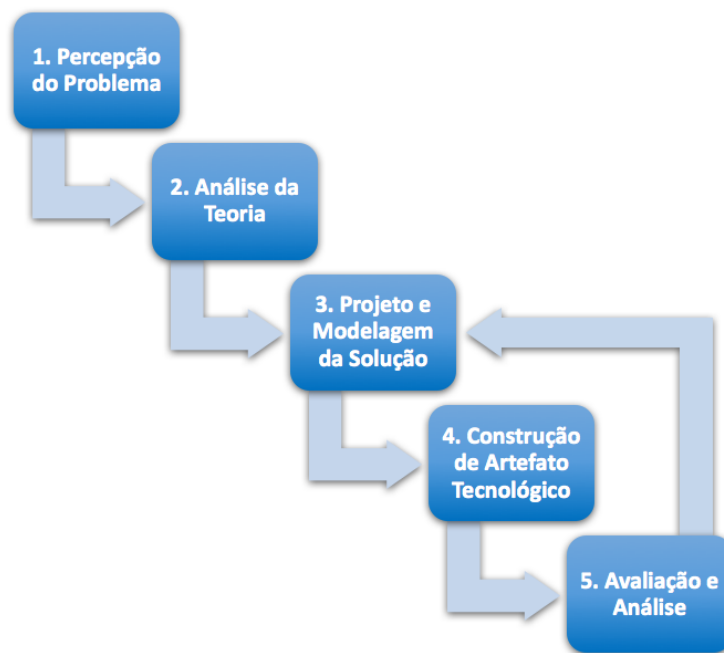 1. Percepção
do Problema
2. Análise da
Teoria
3. Projeto e
Modelagem
da Solução
4. Construção
de Artefato
Tecnológico
5. Avaliação e
Análise